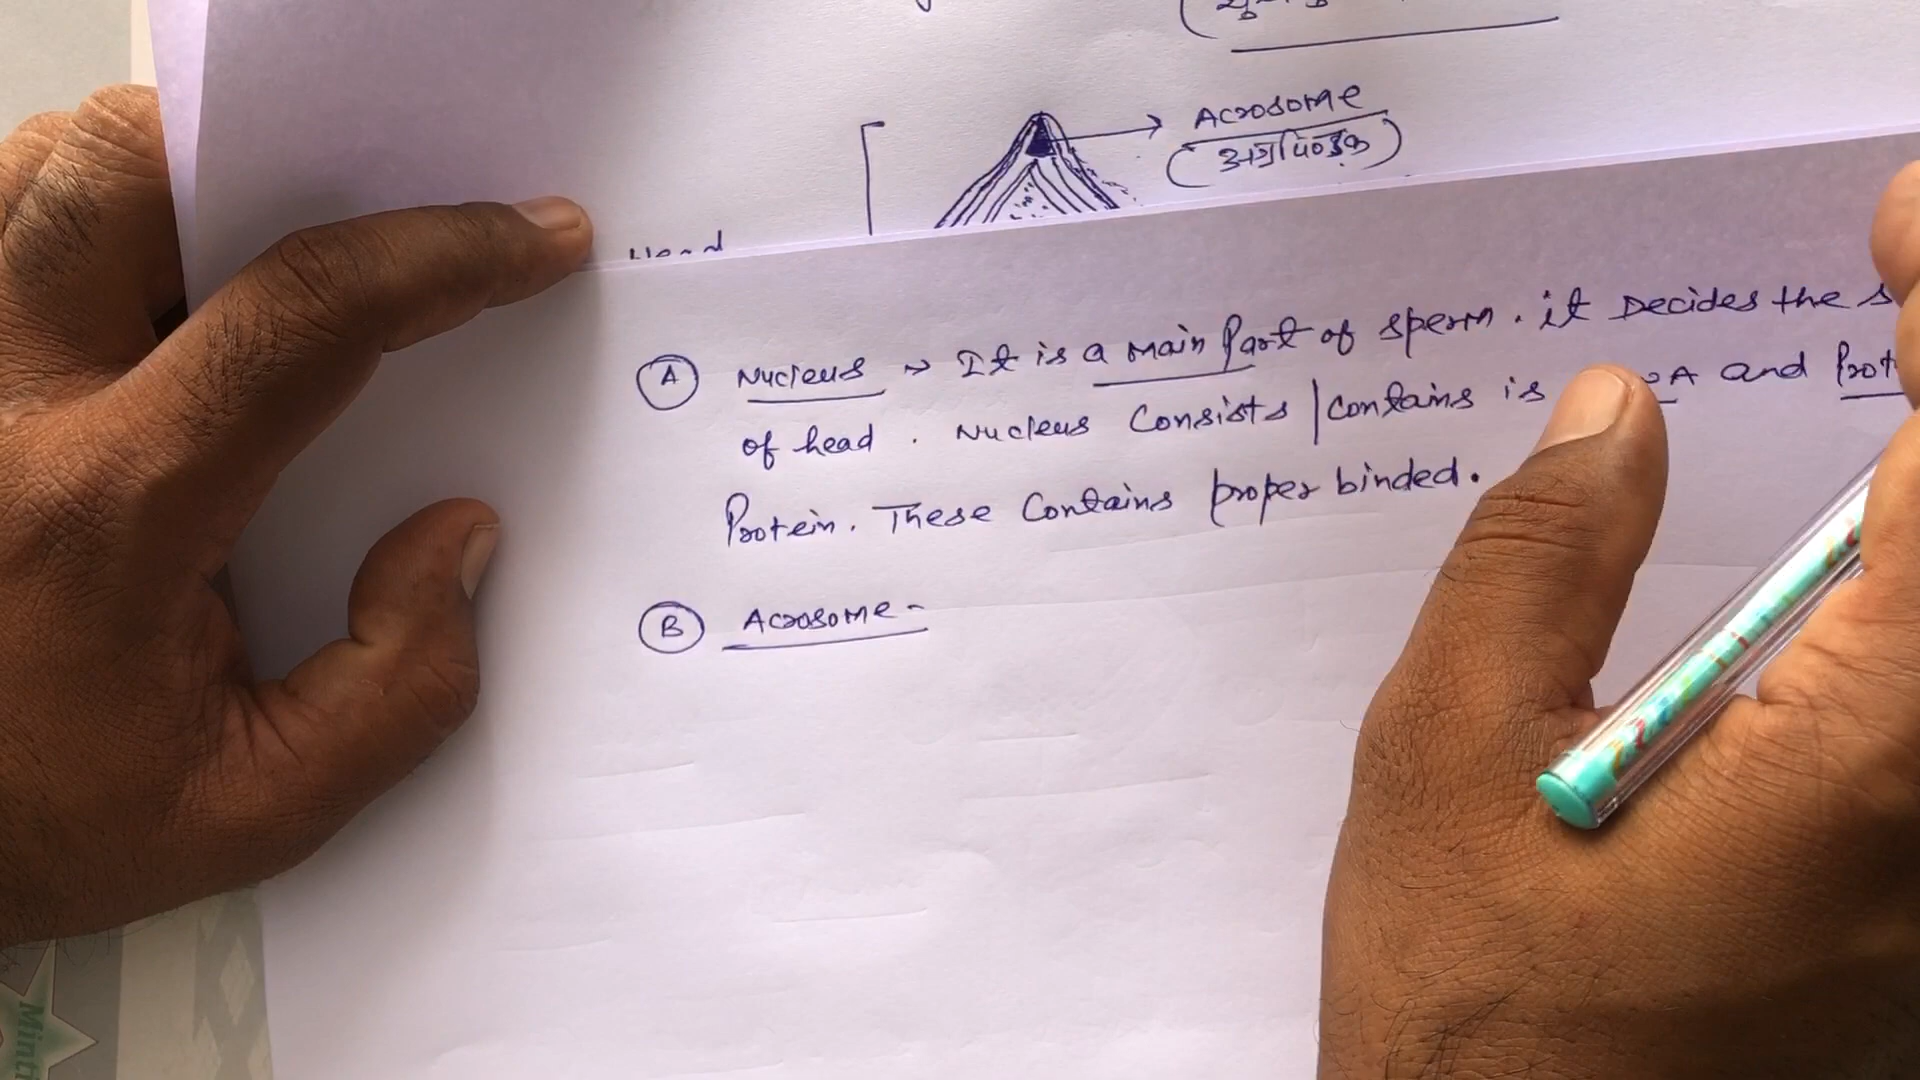 Acrosome
(अग्रपिण्डक)
Head
A Nucleus → It is a main Part of sperm. it Decides the
of head. Nucleus Consists | Contains is and
Protein. These Contains proper binded.
B Acrosome -